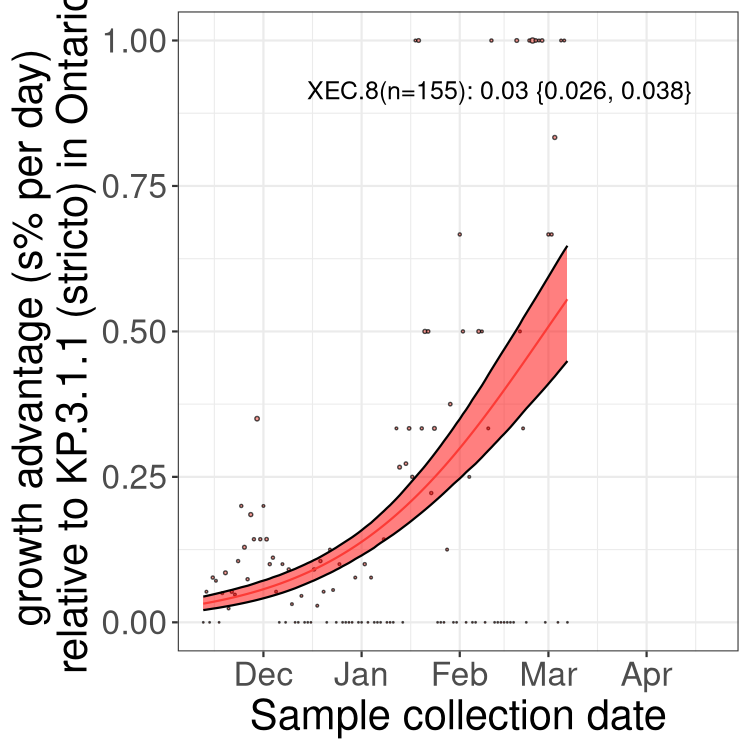 growth advantage (s% per day)
relative to KP.3.1.1 (stricto) in Ontario
1.00
0.75
0.50
0.25
0.00
XEC.8(n=155): 0.03 {0.026, 0.038}
Dec Jan Feb Mar Apr
Sample collection date